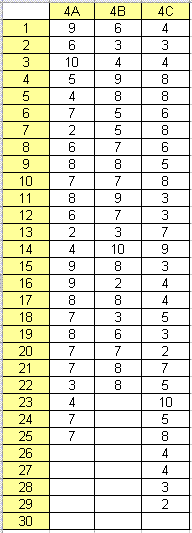 4A 4B 4C
1 9 6 4
2 6 3 3
3 10 4 4
4 5 9 8
5 4 8 8
6 7 5 6
7 2 5 8
8 6 7 6
9 8 8 5
10 7 7 8
11 8 9 3
12 6 7 3
13 2 3 7
14 4 10 9
15 9 8 3
16 9 2 4
17 8 8 4
18 7 3 5
19 8 6 3
20 7 7 2
21 7 8 7
22 3 8 5
23 4 10
24 7 5
25 7 8
26 4
27 4
28 3
29 2
30